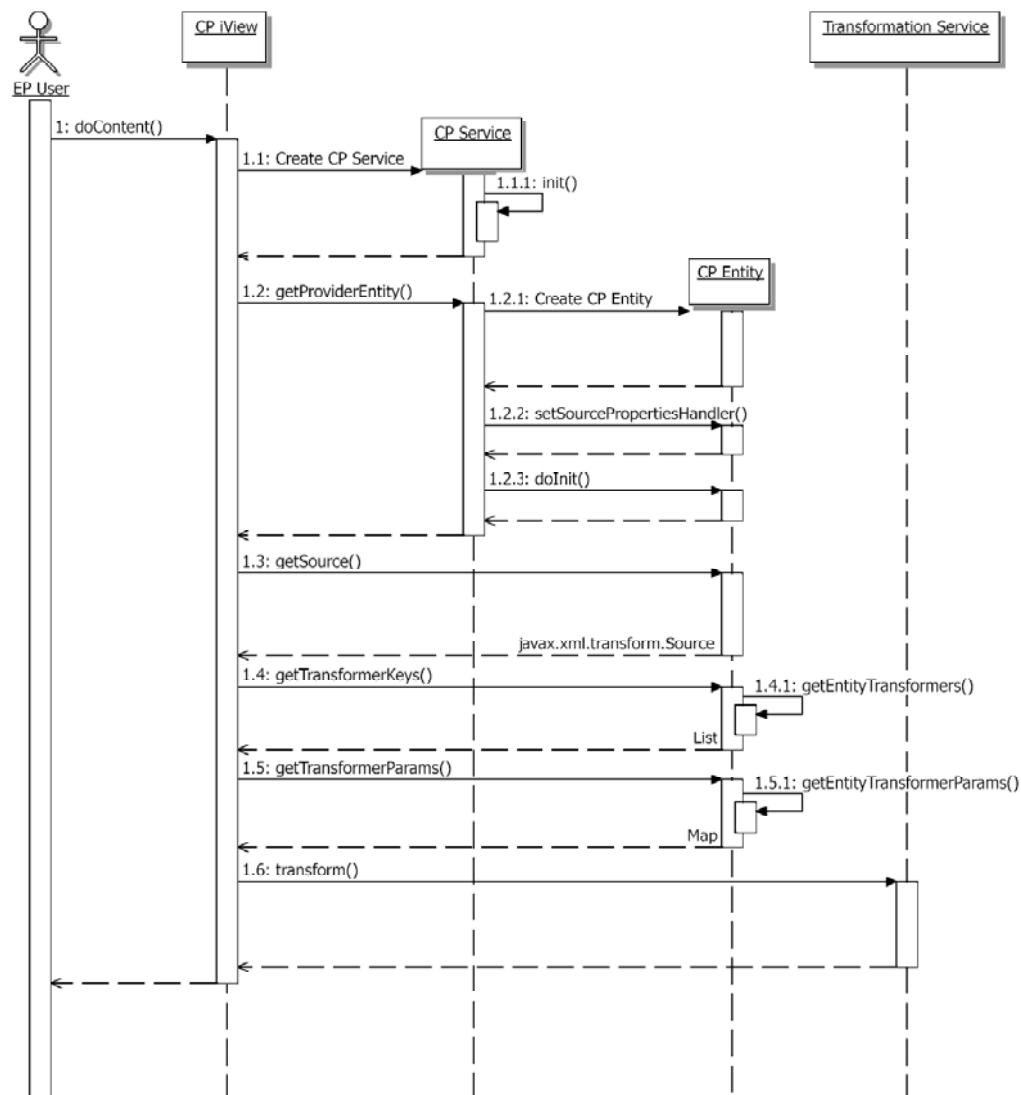 CP iView
Transformation Service
EP User
1: doContent()
CP Service
1.1: Create CP Service
1.1.1: init()
CP Entity
1.2: getProviderEntity()
1.2.1: Create CP Entity
1.2.2: setSourcePropertiesHandler()
1.2.3: doInit()
1.3: getSource()
javax.xml.transform.Source
1.4: getTransformerKeys()
1.4.1: getEntityTransformers()
List
1.5: getTransformerParams()
1.5.1: getEntityTransformerParams()
Map
1.6: transform()